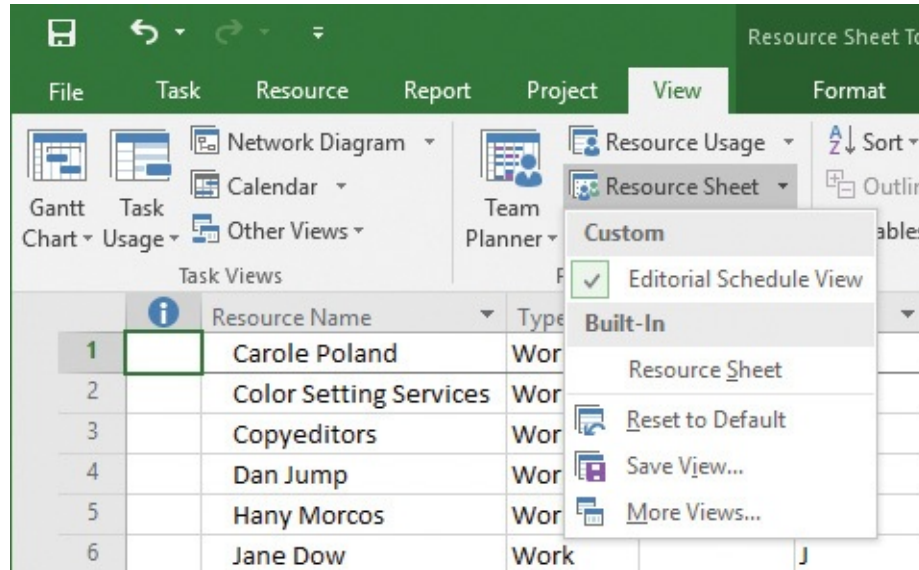 Resource Sheet To
File Task Resource Report Project View Format
Network Diagram
Calendar
Other Views
Gantt Chart
Task Usage
Task Views
Team Planner
Resource Usage
Resource Sheet
Sort
Outlin
ables
Custom
Editorial Schedule View
Built-In
Resource Sheet
Reset to Default
Save View...
More Views...
Resource Name Type
1 Carole Poland Wor
2 Color Setting Services Wor
3 Copyeditors Wor
4 Dan Jump Wor
5 Hany Morcos Wor
6 Jane Dow Work J